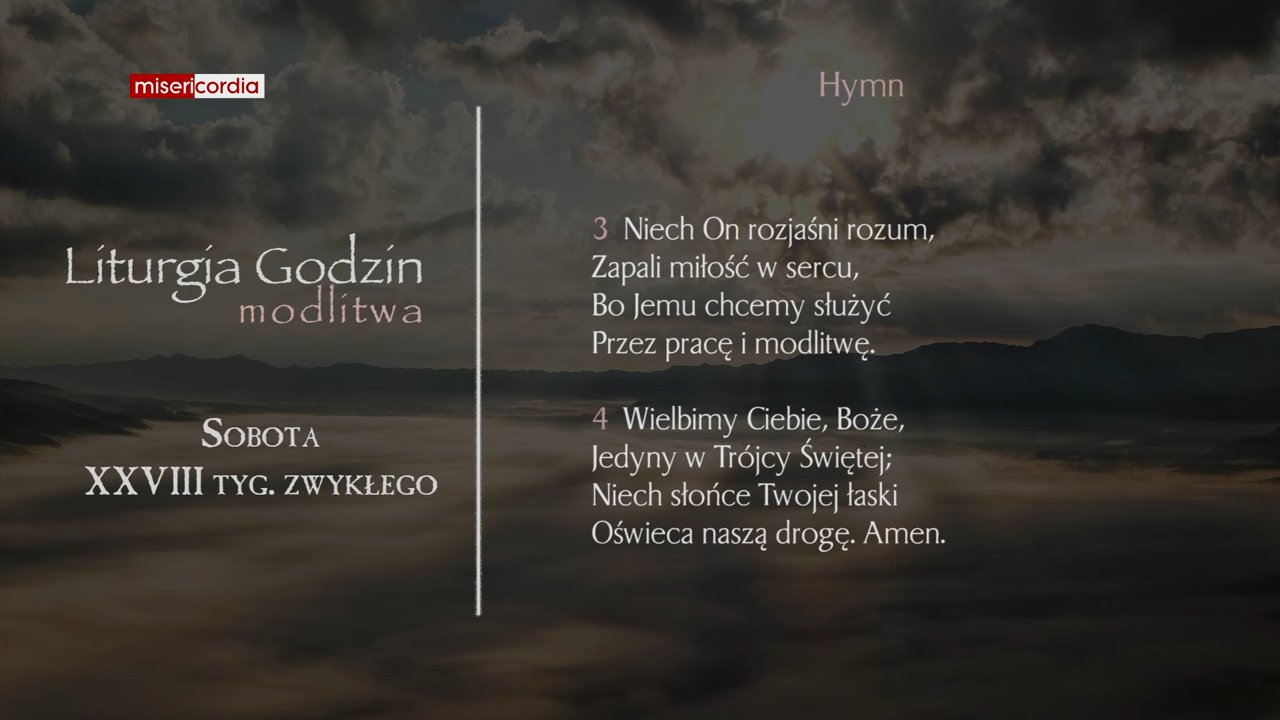 misericordia
Liturgia Godzin
modlitwa
Sobota
XXVIII tyg. zwykłego
Hymn
3 Niech On rozjaśni rozum,
Zapali miłość w sercu,
Bo Jemu chcemy służyć
Przez pracę i modlitwę.
4 Wielbimy Ciebie, Boże,
Jedyny w Trójcy Świętej;
Niech słońce Twojej łaski
Oświeca naszą drogę. Amen.